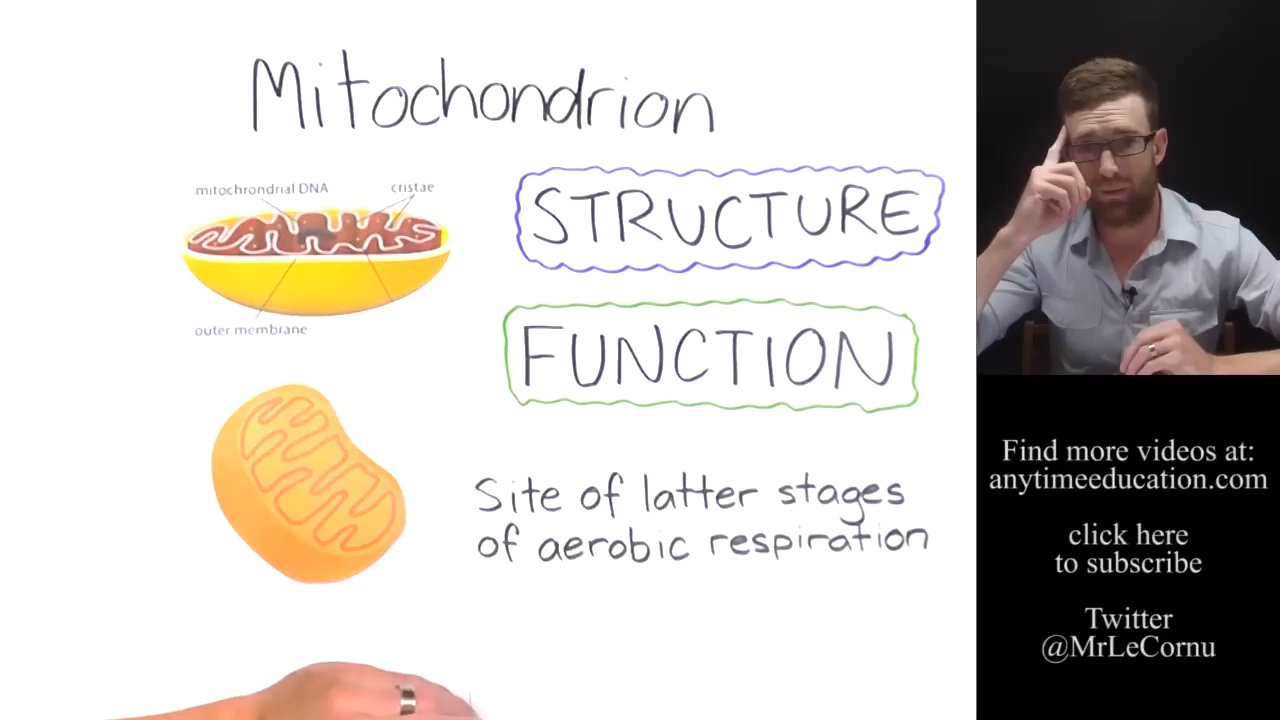 Mitochondrion
mitochrondrial DNA
cristae
outer membrane
STRUCTURE
FUNCTION
Site of latter stages
of aerobic respiration
Find more videos at:
anytimeeducation.com
click here
to subscribe
Twitter
@MrLeCornu